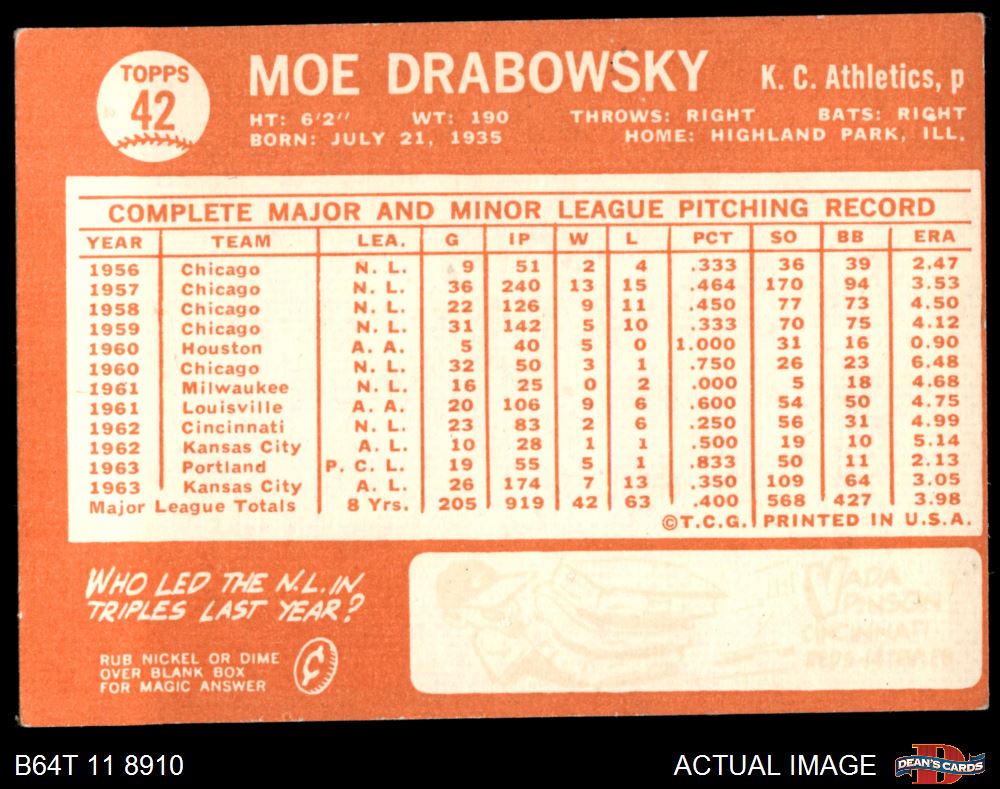 TOPPS
42
MOE DRABOWSKY
K. C. Athletics, p
HT: 6'2" WT: 190 THROWS: RIGHT BATS: RIGHT
BORN: JULY 21, 1935 HOME: HIGHLAND PARK, ILL.
COMPLETE MAJOR AND MINOR LEAGUE PITCHING RECORD
YEAR TEAM LEA. G IP W L PCT SO BB ERA
1956 Chicago N. L. 9 51 2 4 .333 36 39 2.47
1957 Chicago N. L. 36 240 13 15 .464 170 94 3.53
1958 Chicago N. L. 22 126 9 11 .450 77 73 4.50
1959 Chicago N. L. 31 142 5 10 .333 70 75 4.12
1960 Houston A. A. 5 40 5 0 1.000 31 16 0.90
1960 Chicago N. L. 32 50 3 1 .750 26 23 6.48
1961 Milwaukee N. L. 16 25 0 2 .000 5 18 4.68
1961 Louisville A. A. 20 106 9 6 .600 54 50 4.75
1962 Cincinnati N. L. 23 83 2 6 .250 56 31 4.99
1962 Kansas City A. L. 10 28 1 1 .500 19 10 5.14
1963 Portland P. C. L. 19 55 5 1 .833 50 11 2.13
1963 Kansas City A. L. 26 174 7 13 .350 109 64 3.05
Major League Totals 8 Yrs. 205 919 42 63 .400 568 427 3.98
©T.C.G. PRINTED IN U.S.A.
WHO LED THE N.L. IN
TRIPLES LAST YEAR?
RUB NICKEL OR DIME
OVER BLANK BOX
FOR MAGIC ANSWER
¢
VADA
PINSON
CINCINNATI
B64T 11 8910
ACTUAL IMAGE
DEAN'S CARDS